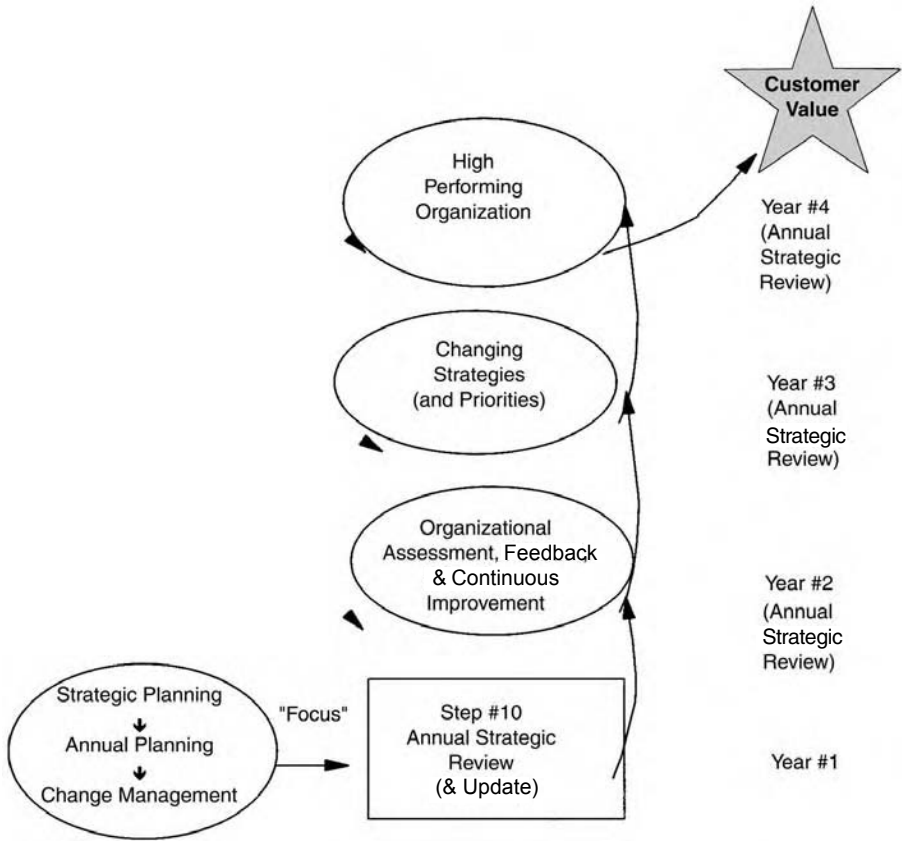 Customer
Value
High
Performing
Organization
Year #4
(Annual
Strategic
Review)
Changing
Strategies
(and Priorities)
Year #3
(Annual
Strategic
Review)
Organizational
Assessment, Feedback
& Continuous
Improvement
Year #2
(Annual
Strategic
Review)
Strategic Planning
Annual Planning
Change Management
"Focus"
Step #10
Annual Strategic
Review
(& Update)
Year #1